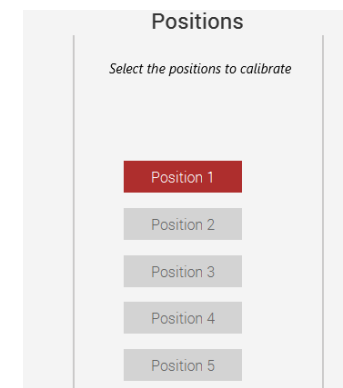 Positions
Select the positions to calibrate
Position 1
Position 2
Position 3
Position 4
Position 5